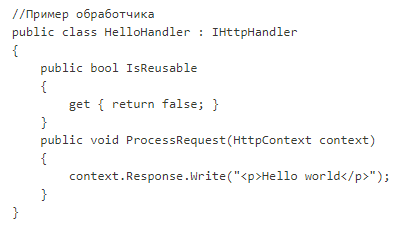 //Пример обработчика
public class HelloHandler : IHttpHandler
{
    public bool IsReusable
    {
        get { return false; }
    }
    public void ProcessRequest(HttpContext context)
    {
        context.Response.Write("<p>Hello world</p>");
    }
}